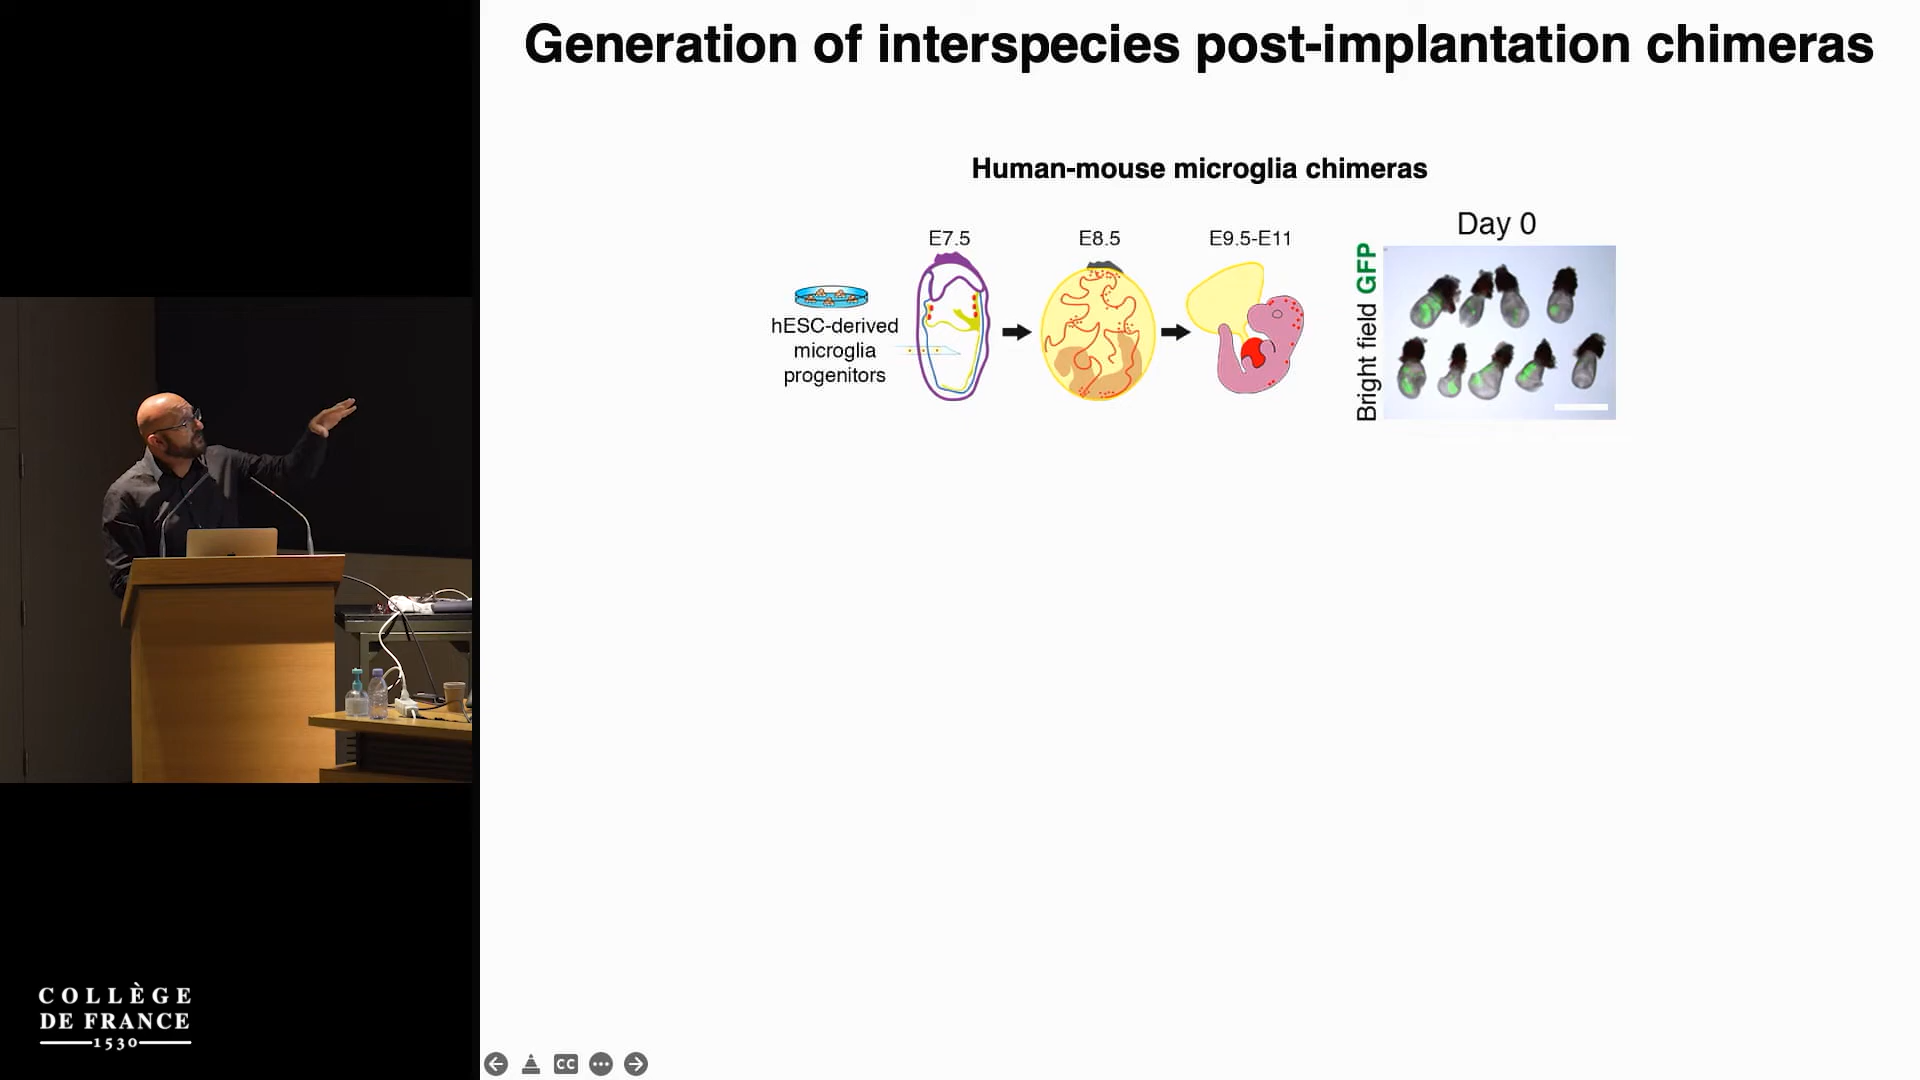 Generation of interspecies post-implantation chimeras
Human-mouse microglia chimeras
E7.5
E8.5
E9.5-E11
Day 0
hESC-derived
microglia
progenitors
Bright field GFP
COLLÈGE
DE FRANCE
1530
CC